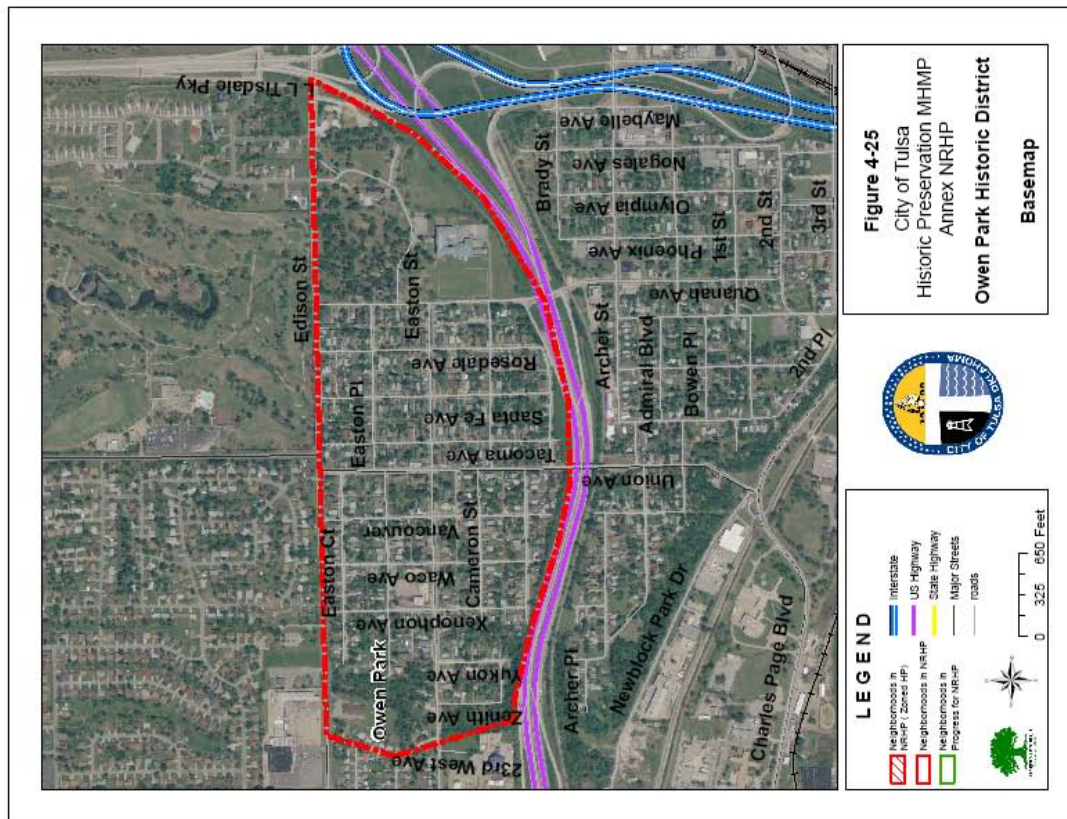 L. L Tisdale Pky
Edison St
Easton Ct
Easton Pl
Easton St
Rosedale Ave
Santa Fe Ave
Tacoma Ave
Vancouver
Waco Ave
Cameron St
Xenophon Ave
Owen Park
Yukon Ave
Zenith Ave
23rd West Ave
Brady St
Maybelle Ave
Nogales Ave
Olympia Ave
Phoenix Ave
Quanah Ave
1st St
2nd St
3rd St
Archer St
Admiral Blvd
Bowen Pl
2nd Pl
Union Ave
Archer Pl
Newblock Park Dr
Charles Page Blvd
LEGEND
Neighborhoods in
NRHP ( Zoned HP)
Neighborhoods in NRHP
Neighborhoods in
Progress for NRHP
Interstate
US Highway
State Highway
Major Streets
roads
0 325 650 Feet
CITY OF TULSA OKLAHOMA
Figure 4-25
City of Tulsa
Historic Preservation MHMP
Annex NRHP
Owen Park Historic District
Basemap